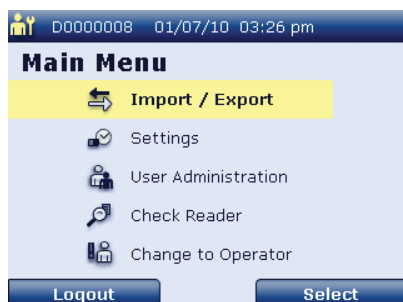 D0000008 01/07/10 03:26 pm
Main Menu
Import / Export
Settings
User Administration
Check Reader
Change to Operator
Logout Select